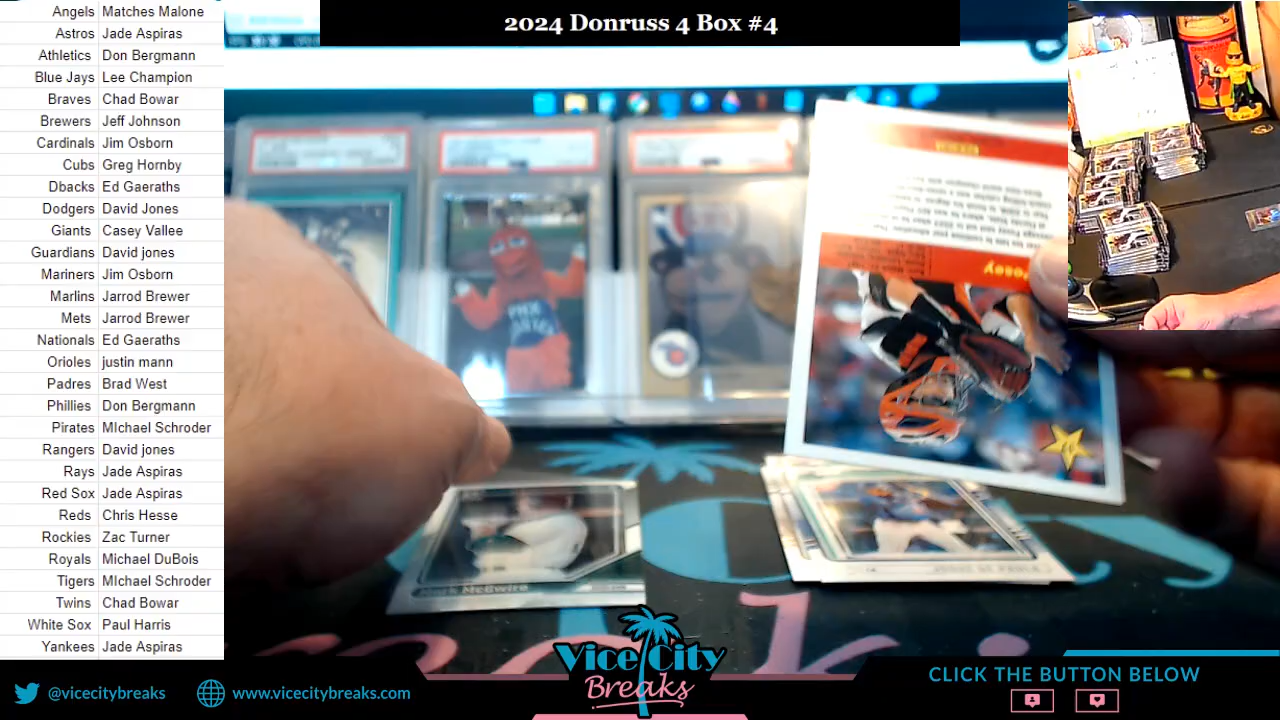 2024 Donruss 4 Box #4
Angels Matches Malone
Astros Jade Aspiras
Athletics Don Bergmann
Blue Jays Lee Champion
Braves Chad Bowar
Brewers Jeff Johnson
Cardinals Jim Osborn
Cubs Greg Hornby
Dbacks Ed Gaeraths
Dodgers David Jones
Giants Casey Vallee
Guardians David jones
Mariners Jim Osborn
Marlins Jarrod Brewer
Mets Jarrod Brewer
Nationals Ed Gaeraths
Orioles justin mann
Padres Brad West
Phillies Don Bergmann
Pirates MIchael Schroder
Rangers David jones
Rays Jade Aspiras
Red Sox Jade Aspiras
Reds Chris Hesse
Rockies Zac Turner
Royals Michael DuBois
Tigers MIchael Schroder
Twins Chad Bowar
White Sox Paul Harris
Yankees Jade Aspiras
Posey
Mark McGwire
Vice City
Breaks
@vicecitybreaks
www.vicecitybreaks.com
CLICK THE BUTTON BELOW